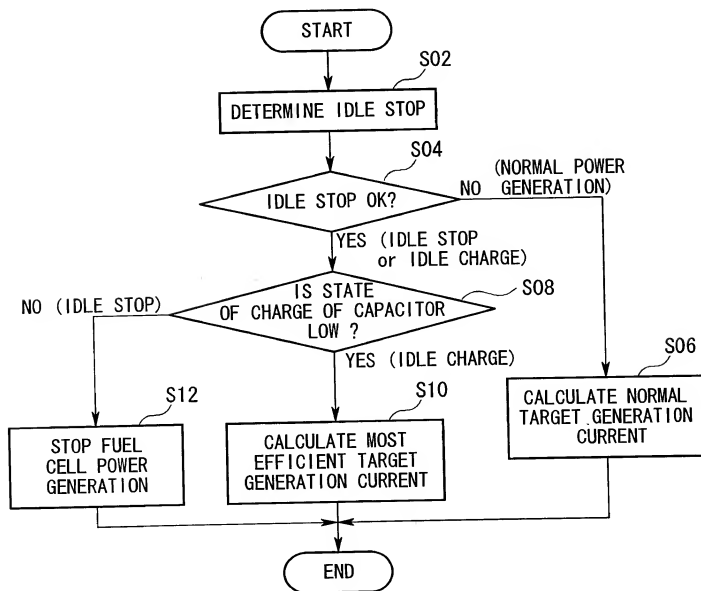 START
S02
DETERMINE IDLE STOP
S04
IDLE STOP OK?
NO (NORMAL POWER
GENERATION)
YES (IDLE STOP
or IDLE CHARGE)
IS STATE
OF CHARGE OF CAPACITOR
LOW ?
S08
NO (IDLE STOP)
YES (IDLE CHARGE)
S06
CALCULATE NORMAL
TARGET GENERATION
CURRENT
S12
STOP FUEL
CELL POWER
GENERATION
S10
CALCULATE MOST
EFFICIENT TARGET
GENERATION CURRENT
END